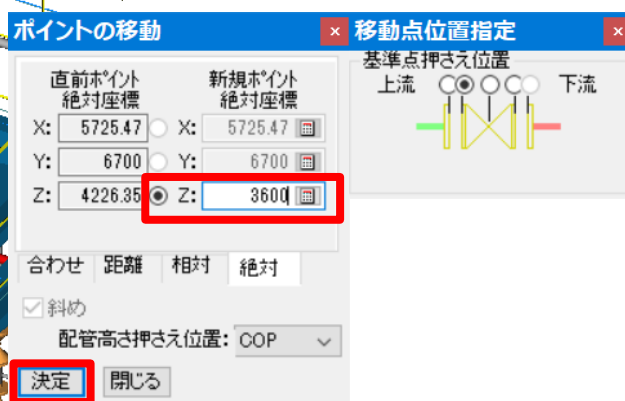 ポイントの移動 ×
直前ﾎﾟｲﾝﾄ 新規ﾎﾟｲﾝﾄ
絶対座標 絶対座標
X: 5725.47 X: 5725.47
Y: 6700 Y: 6700
Z: 4226.35 Z: 3600
合わせ 距離 相対 絶対
斜め
配管高さ押さえ位置: COP
決定 閉じる
移動点位置指定 ×
基準点押さえ位置
上流 下流